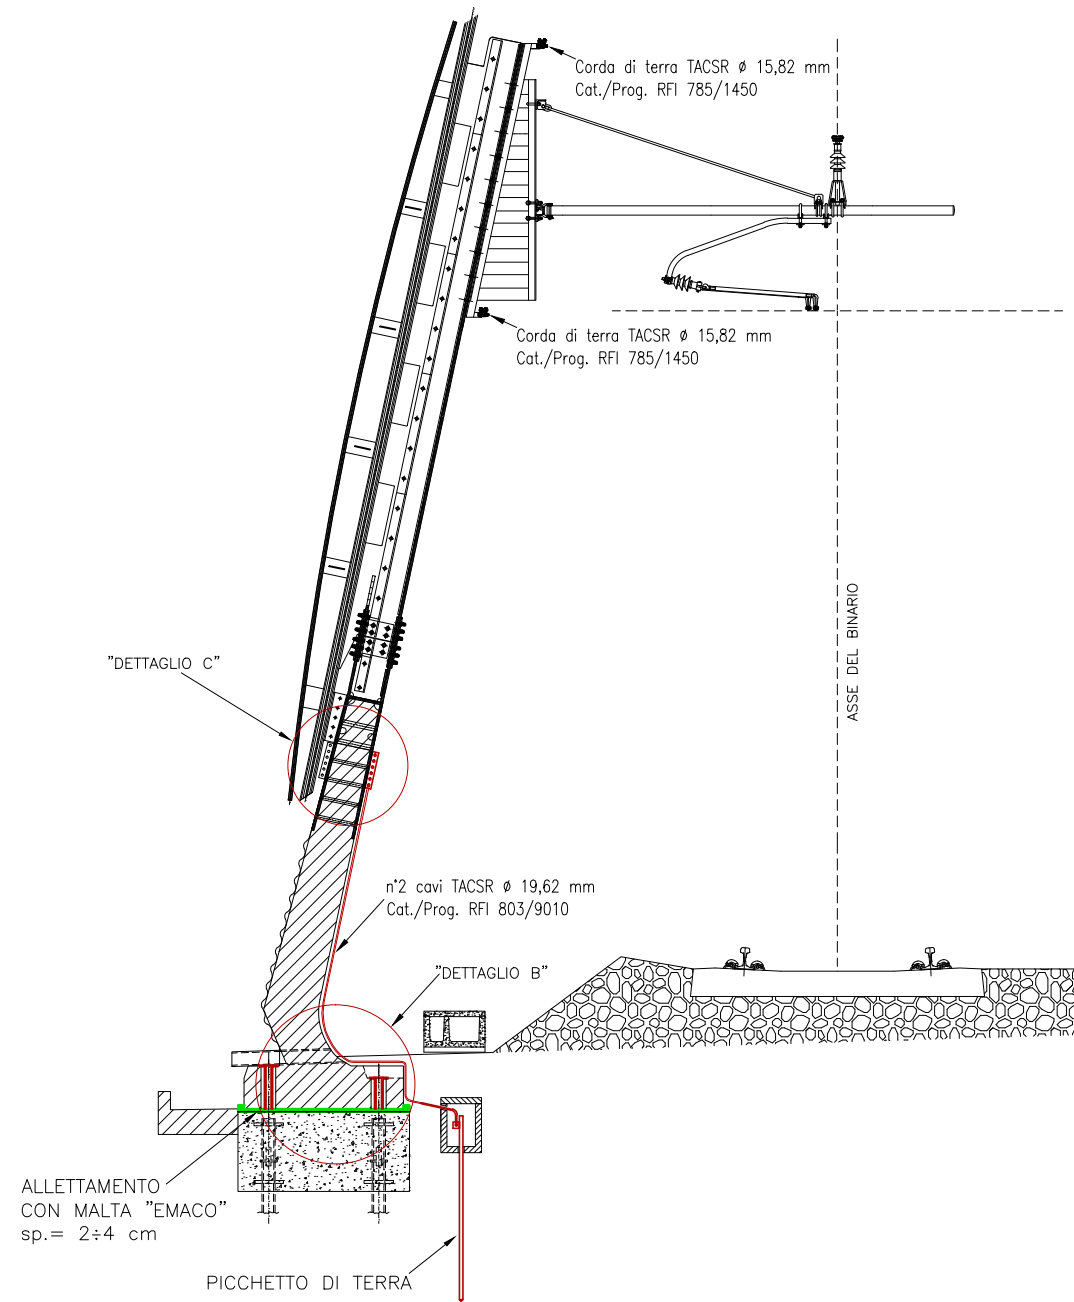 Corda di terra TACSR ø 15,82 mm
Cat./Prog. RFI 785/1450
Corda di terra TACSR ø 15,82 mm
Cat./Prog. RFI 785/1450
ASSE DEL BINARIO
"DETTAGLIO C"
n°2 cavi TACSR ø 19,62 mm
Cat./Prog. RFI 803/9010
"DETTAGLIO B"
ALLETTAMENTO
CON MALTA "EMACO"
sp.= 2÷4 cm
PICCHETTO DI TERRA